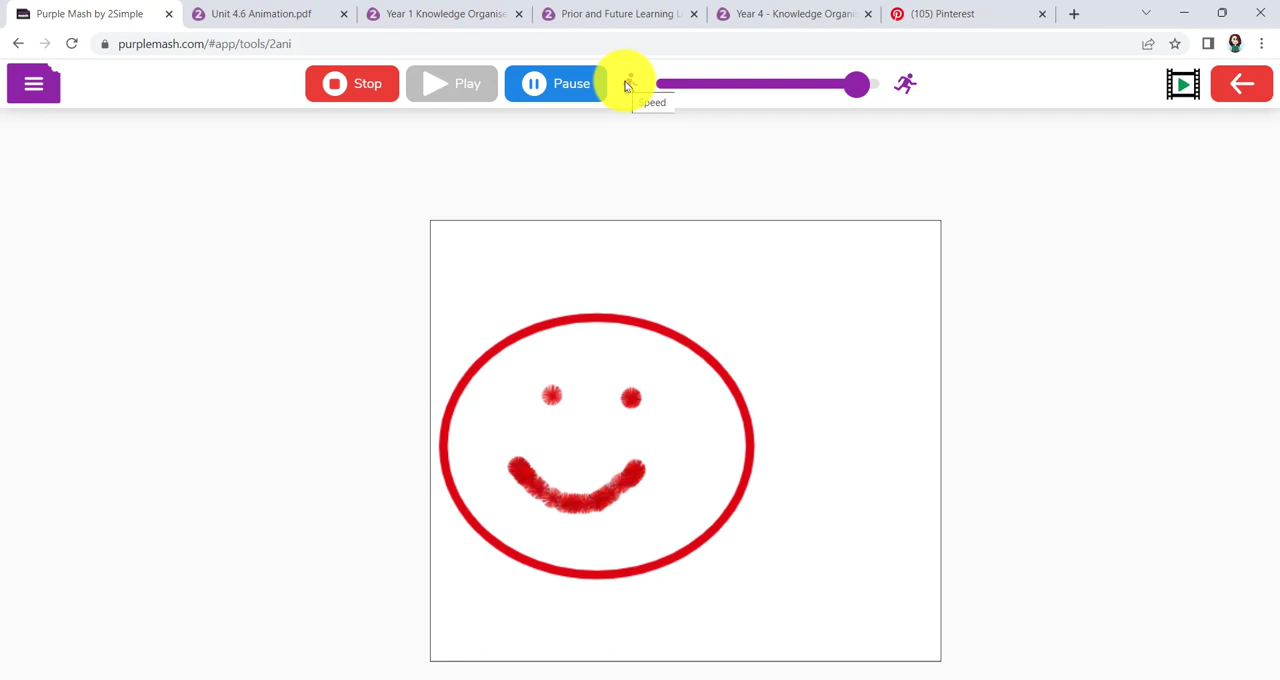 Purple Mash by 2Simple
Unit 4.6 Animation.pdf
Year 1 Knowledge Organise
Prior and Future Learning L
Year 4 - Knowledge Organi
(105) Pinterest
purplemash.com/#app/tools/2ani
Stop
Play
Pause
Speed